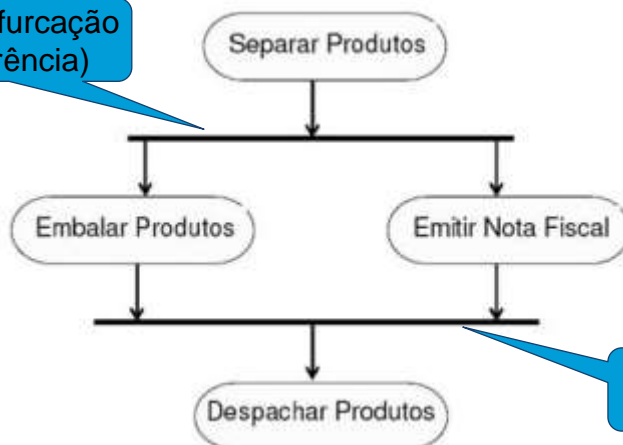 furcação
rência)
Separar Produtos
Embalar Produtos
Emitir Nota Fiscal
Despachar Produtos